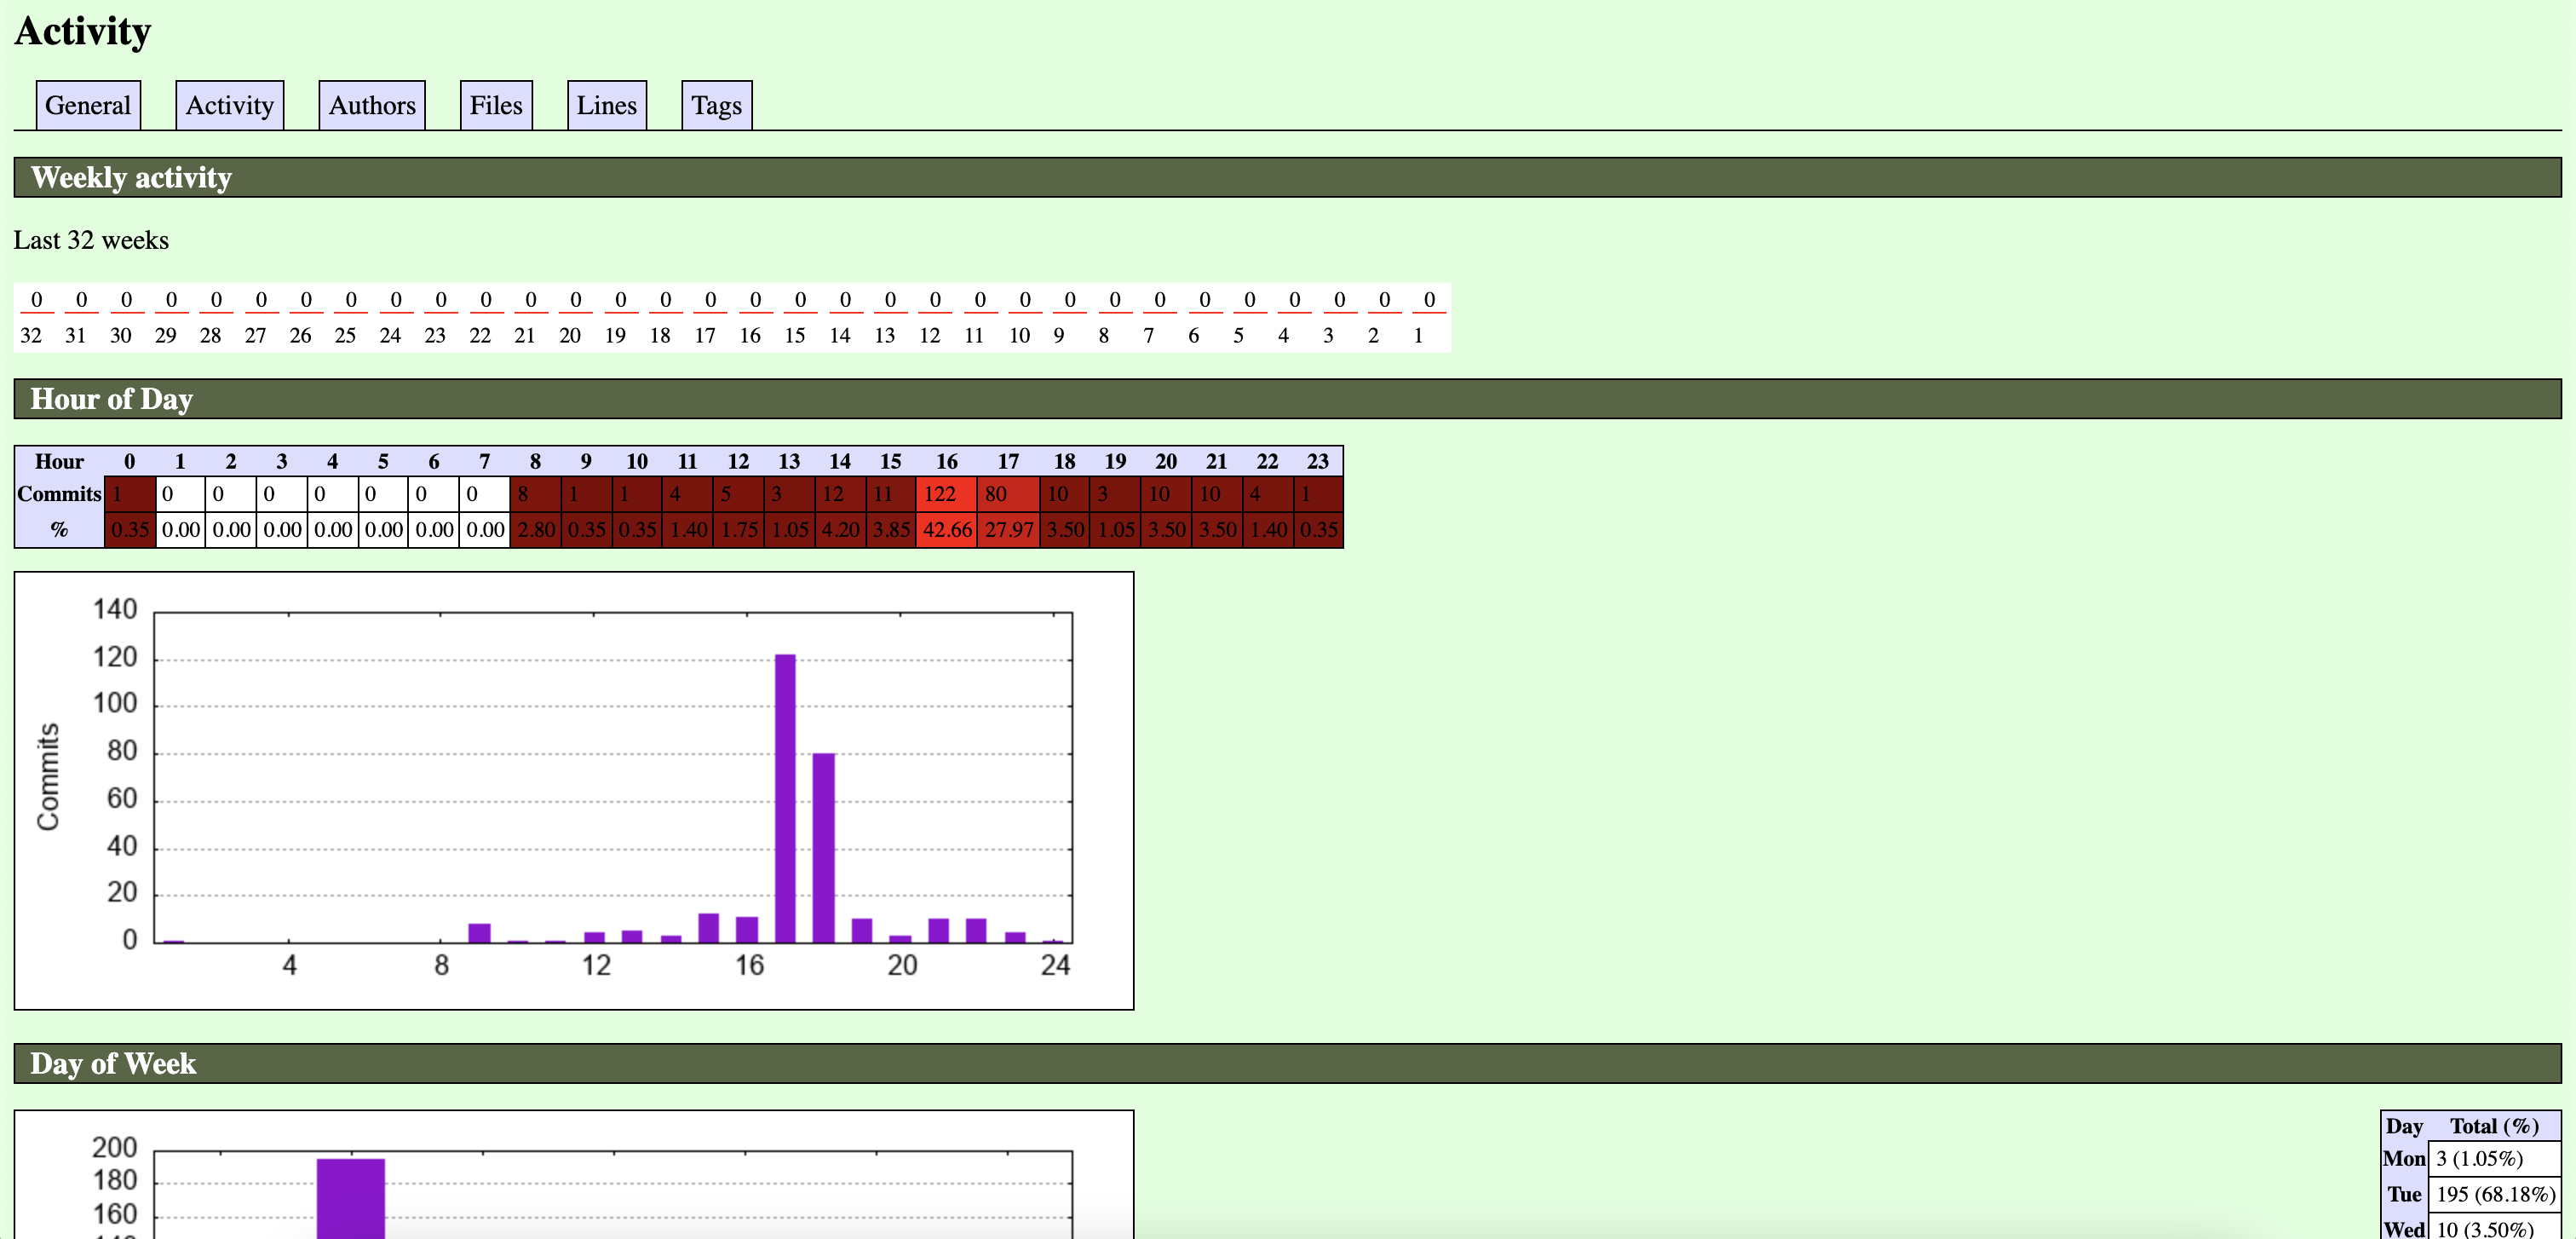 Activity
General Activity Authors Files Lines Tags
Weekly activity
Last 32 weeks
0 0 0 0 0 0 0 0 0 0 0 0 0 0 0 0 0 0 0 0 0 0 0 0 0 0 0 0 0 0 0 0
32 31 30 29 28 27 26 25 24 23 22 21 20 19 18 17 16 15 14 13 12 11 10 9 8 7 6 5 4 3 2 1
Hour of Day
Hour 0 1 2 3 4 5 6 7 8 9 10 11 12 13 14 15 16 17 18 19 20 21 22 23
Commits 1 0 0 0 0 0 0 0 8 1 1 4 5 3 12 11 122 80 10 3 10 10 4 1
% 0.35 0.00 0.00 0.00 0.00 0.00 0.00 0.00 2.80 0.35 0.35 1.40 1.75 1.05 4.20 3.85 42.66 27.97 3.50 1.05 3.50 3.50 1.40 0.35
140
120
100
80
60
40
20
0
Commits
4 8 12 16 20 24
Day of Week
200
180
160
Day Total (%)
Mon 3 (1.05%)
Tue 195 (68.18%)
Wed 10 (3.50%)